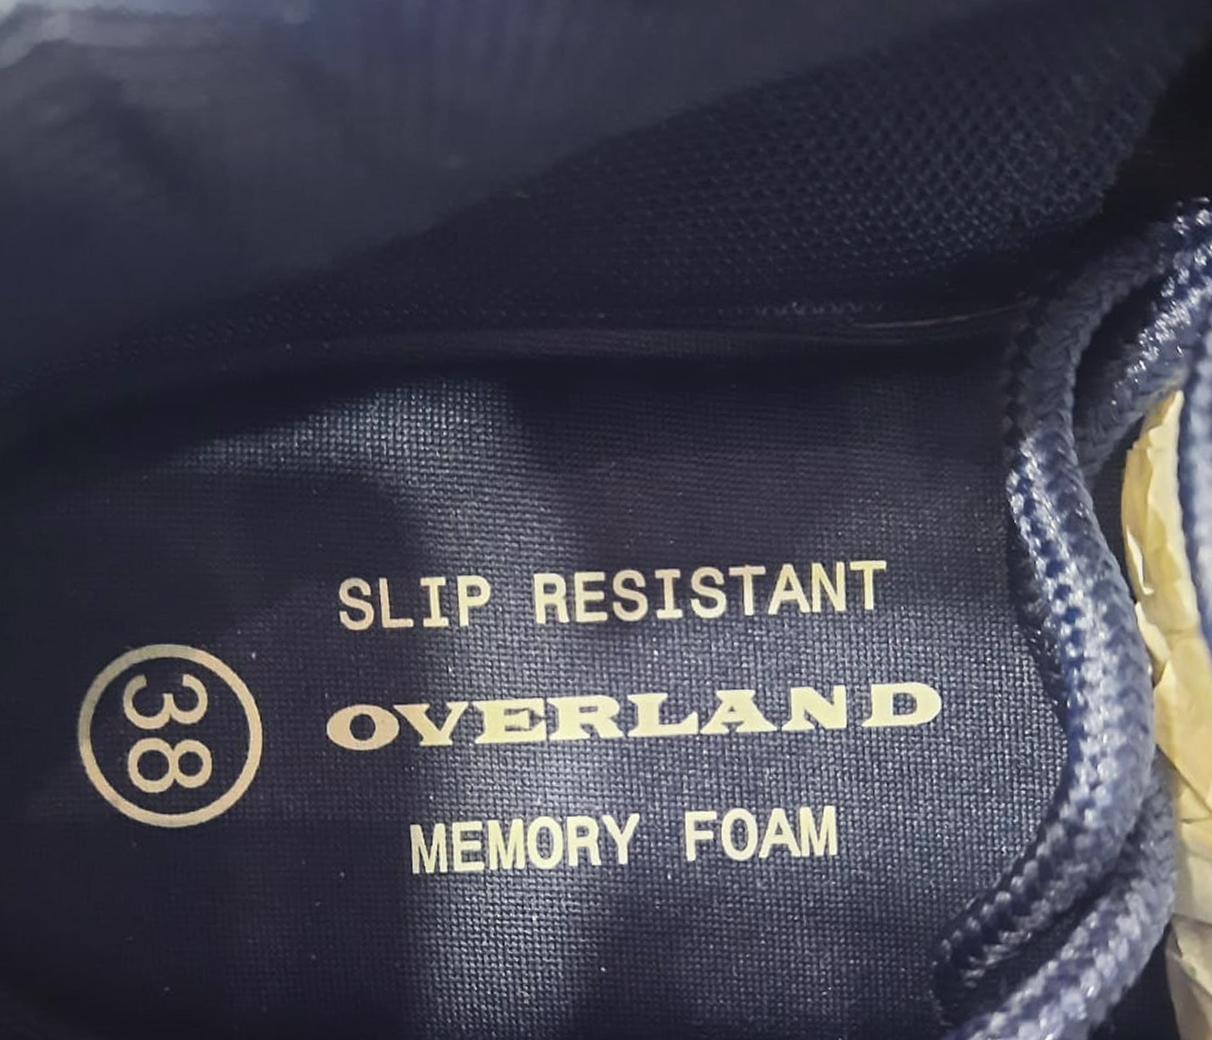 SLIP RESISTANT
OVERLAND
MEMORY FOAM
38